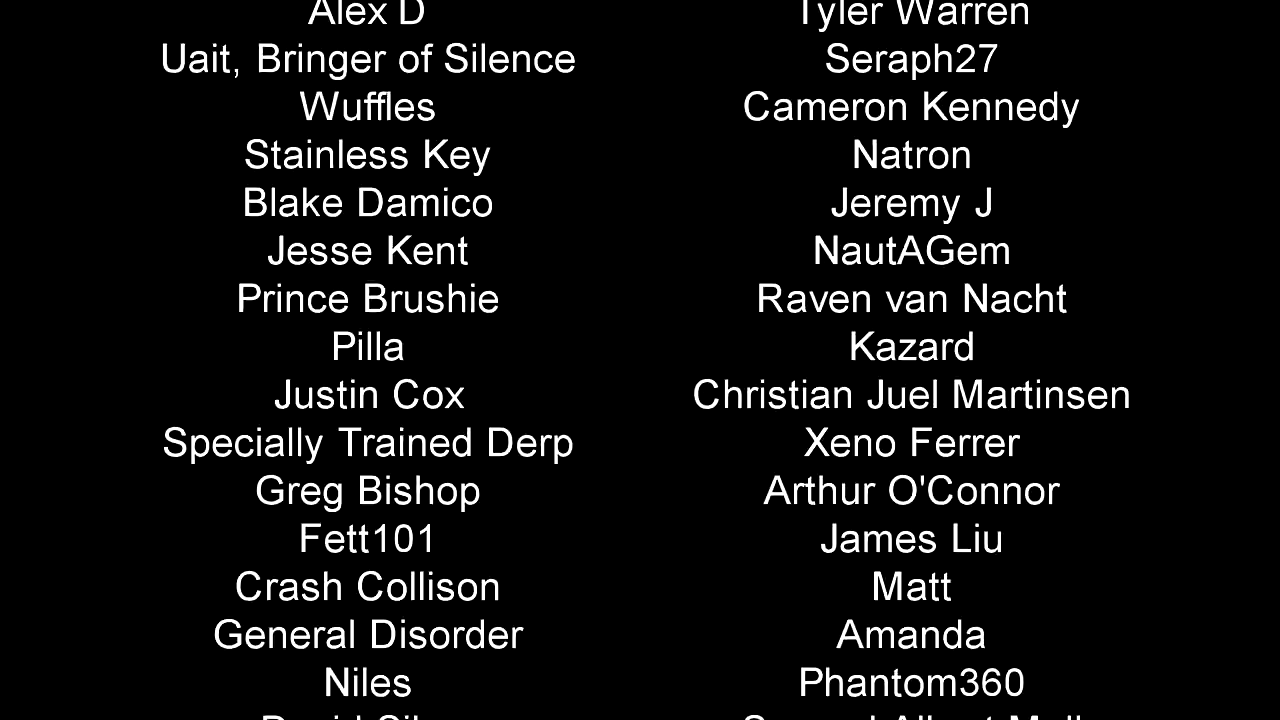 Alex D
Uait, Bringer of Silence
Wuffles
Stainless Key
Blake Damico
Jesse Kent
Prince Brushie
Pilla
Justin Cox
Specially Trained Derp
Greg Bishop
Fett101
Crash Collison
General Disorder
Niles
David
Tyler Warren
Seraph27
Cameron Kennedy
Natron
Jeremy J
NautAGem
Raven van Nacht
Kazard
Christian Juel Martinsen
Xeno Ferrer
Arthur O'Connor
James Liu
Matt
Amanda
Phantom360